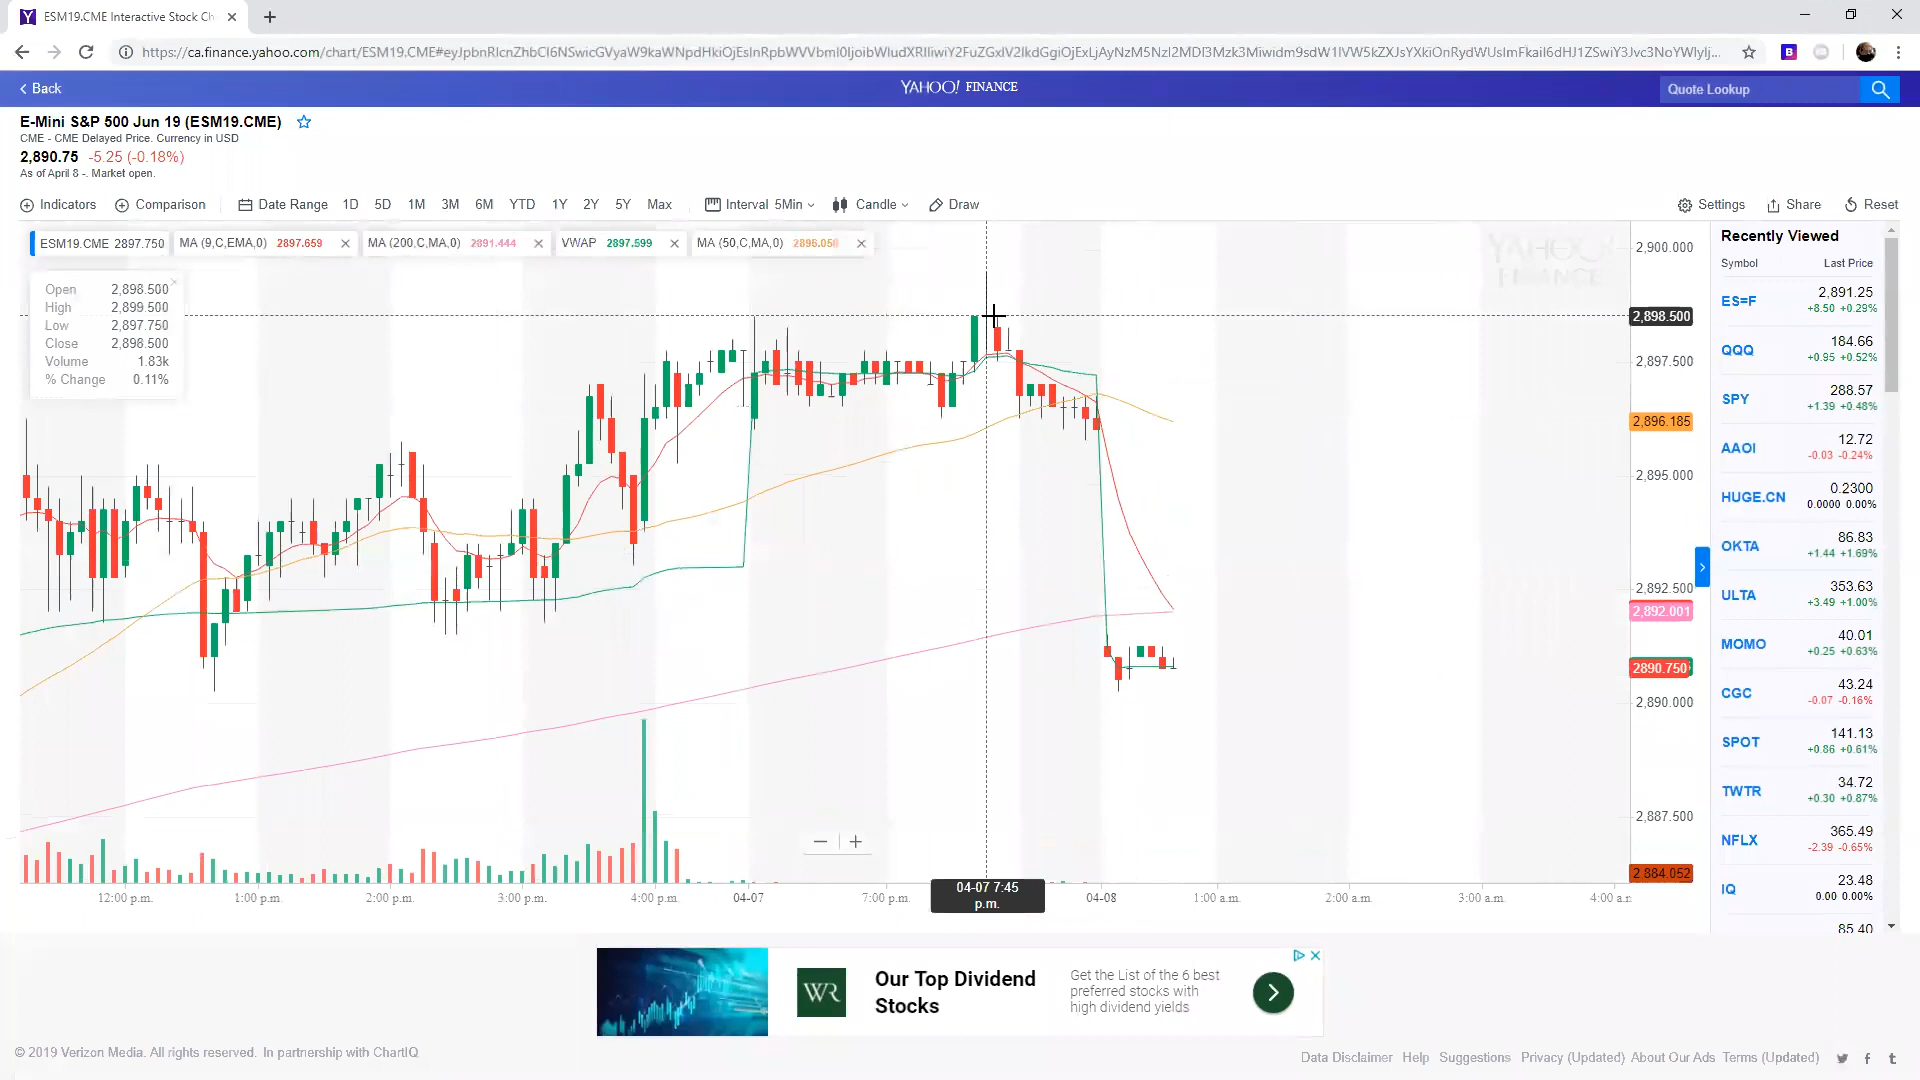 ESM19.CME Interactive Stock Ch
https://ca.finance.yahoo.com/chart/ESM19.CME
Back
YAHOO! FINANCE
Quote Lookup
E-Mini S&P 500 Jun 19 (ESM19.CME)
CME - CME Delayed Price. Currency in USD
2,890.75 -5.25 (-0.18%)
As of April 8 -. Market open.
Indicators Comparison Date Range 1D 5D 1M 3M 6M YTD 1Y 2Y 5Y Max Interval 5Min Candle Draw Settings Share Reset
ESM19.CME 2897.750 MA (9,C,EMA,0) 2897.659 MA (200,C,MA,0) 2891.444 VWAP 2897.599 MA (50,C,MA,0)
Open 2,898.500
High 2,899.500
Low 2,897.750
Close 2,898.500
Volume 1.83k
% Change 0.11%
YAHOO! FINANCE
2,900.000
2,898.500
2,897.500
2,896.185
2,895.000
2,892.500
2,892.001
2890.750
2,890.000
2,887.500
2,884.052
12:00 p.m. 1:00 p.m. 2:00 p.m. 3:00 p.m. 4:00 p.m. 04-07 7:00 p.m. 04-07 7:45 p.m. 04-08 1:00 a.m. 2:00 a.m. 3:00 a.m. 4:00 a.m
Recently Viewed
Symbol Last Price
ES=F 2,891.25
+8.50 +0.29%
QQQ 184.66
+0.95 +0.52%
SPY 288.57
+1.39 +0.48%
AAOI 12.72
-0.03 -0.24%
HUGE.CN 0.2300
0.0000 0.00%
OKTA 86.83
+1.44 +1.69%
ULTA 353.63
+3.49 +1.00%
MOMO 40.01
+0.25 +0.63%
CGC 43.24
-0.07 -0.16%
SPOT 141.13
+0.86 +0.61%
TWTR 34.72
+0.30 +0.87%
NFLX 365.49
-2.39 -0.65%
IQ 23.48
0.00 0.00%
85.40
WR
Our Top Dividend
Stocks
Get the List of the 6 best
preferred stocks with
high dividend yields
© 2019 Verizon Media. All rights reserved. In partnership with ChartIQ
Data Disclaimer Help Suggestions Privacy (Updated) About Our Ads Terms (Updated)